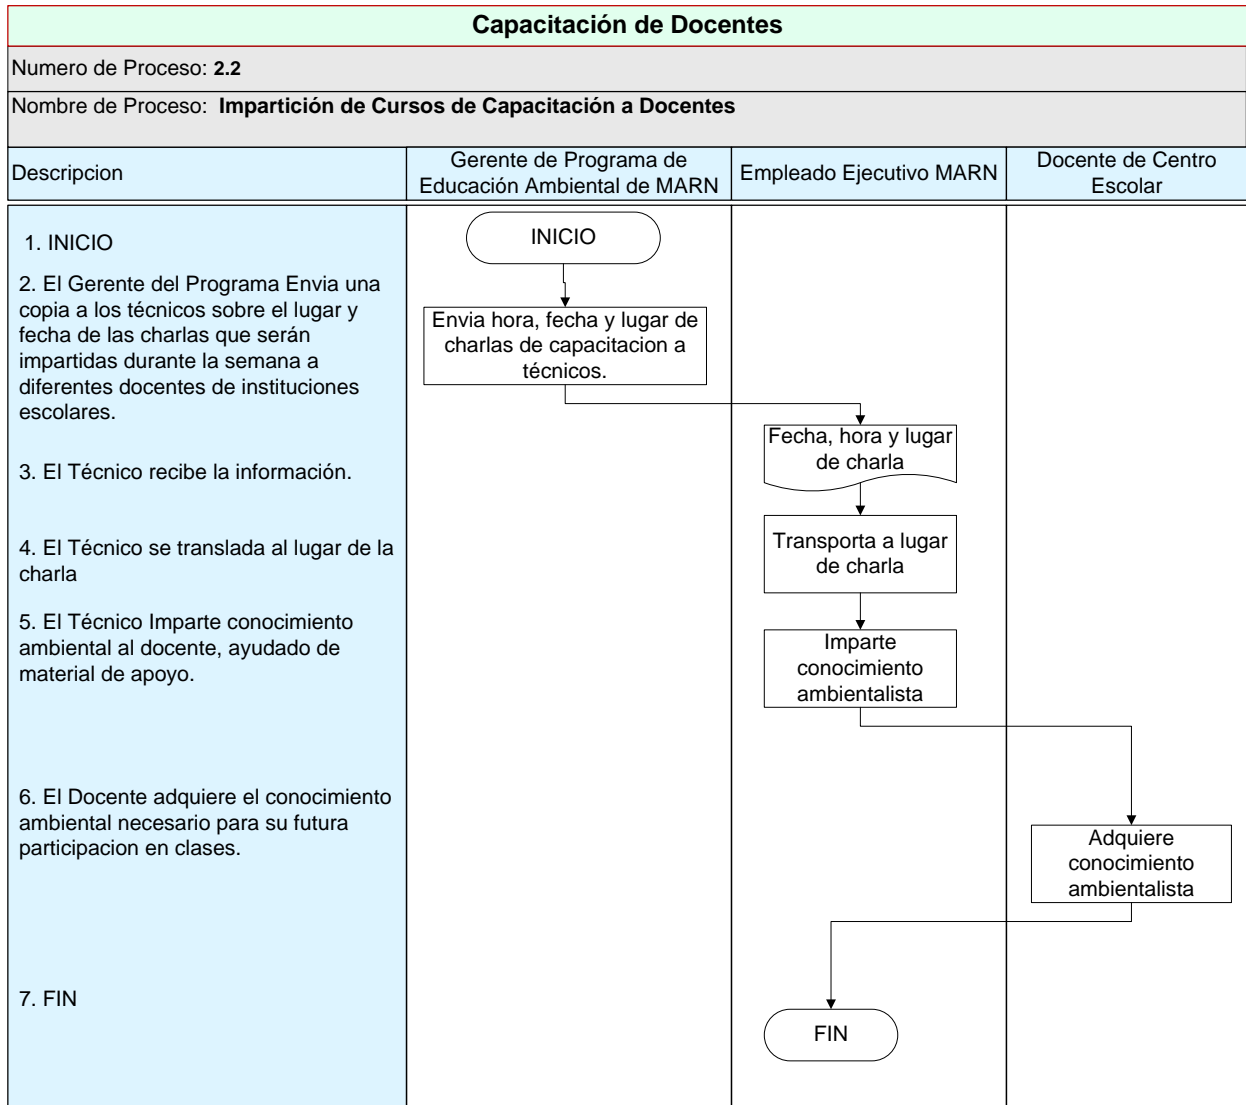 Capacitación de Docentes
Numero de Proceso: 2.2
Nombre de Proceso: Impartición de Cursos de Capacitación a Docentes
Descripcion
Gerente de Programa de
Educación Ambiental de MARN
Empleado Ejecutivo MARN
Docente de Centro
Escolar
1. INICIO
2. El Gerente del Programa Envia una
copia a los técnicos sobre el lugar y
fecha de las charlas que serán
impartidas durante la semana a
diferentes docentes de instituciones
escolares.
3. El Técnico recibe la información.
4. El Técnico se translada al lugar de la
charla
5. El Técnico Imparte conocimiento
ambiental al docente, ayudado de
material de apoyo.
6. El Docente adquiere el conocimiento
ambiental necesario para su futura
participacion en clases.
7. FIN
INICIO
Envia hora, fecha y lugar de
charlas de capacitacion a
técnicos.
Fecha, hora y lugar
de charla
Transporta a lugar
de charla
Imparte
conocimiento
ambientalista
Adquiere
conocimiento
ambientalista
FIN